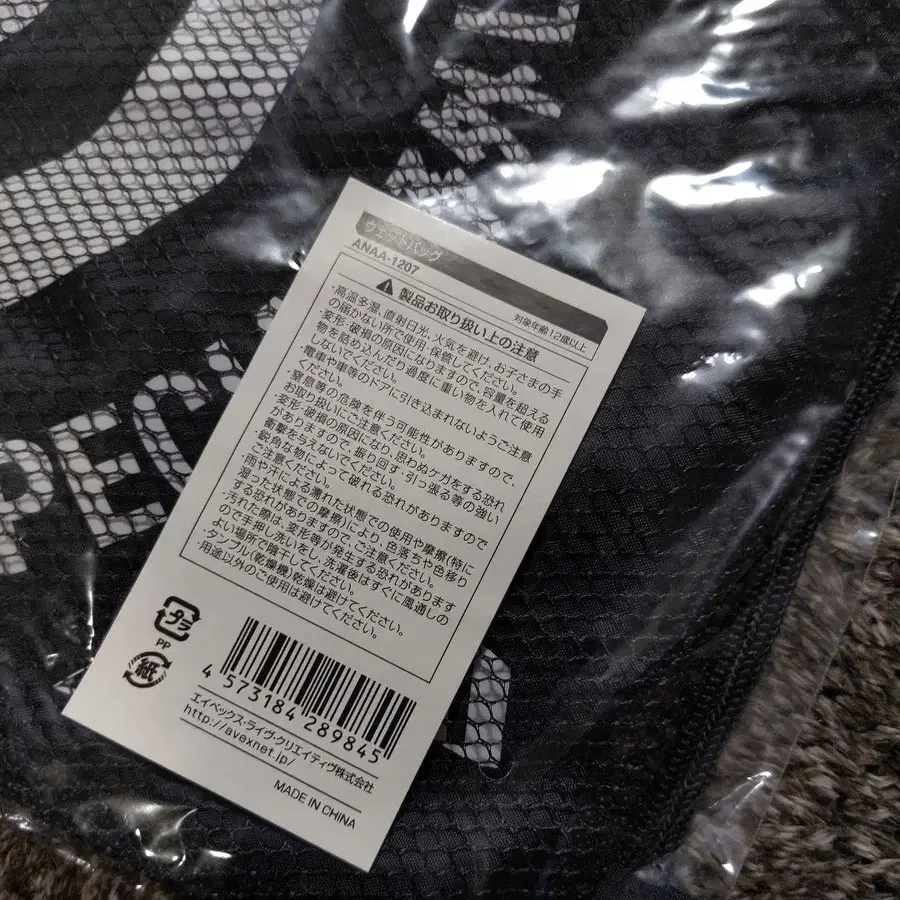 ウェットバッグ
ANAA-1207
対象年齢12歳以上
製品お取り扱い上の注意
・高温多湿、直射日光、火気を避け、お子さまの手
の届かない所で使用・保管してください。
・変形・破損の原因になりますので、容量を超える
物を詰め込んだり過度に重い物を入れて使用
しないでください。
・電車や車等のドアに引き込まれないようご注意
ください。
・窒息等の危険を伴う可能性がありますので、
お取り扱いにご注意ください。
・変形・破損の原因になり、思わぬケガをする恐れ
がありますので、振り回す、引っ張る等の強い
衝撃を与えないでください。
・鋭角な物によって破れる恐れがありますので
ご注意ください。
・雨や汗による濡れた状態での使用や摩擦(特に
湿った状態での摩擦)により、色落ちや色移り
する恐れがありますので、ご注意ください。
・汚れた際は、変形等が発生する恐れがあります
ので手押し洗いをし、洗濯後はすぐに風通しの
よい場所で陰干ししてください。
・タンブル(乾燥機)乾燥は避けてください。
・用途以外のご使用は避けてください。
プラ
PP
紙
4 573184 289845
エイベックス・ライヴ・クリエイティヴ株式会社
http://avexnet.jp/
MADE IN CHINA
PEC